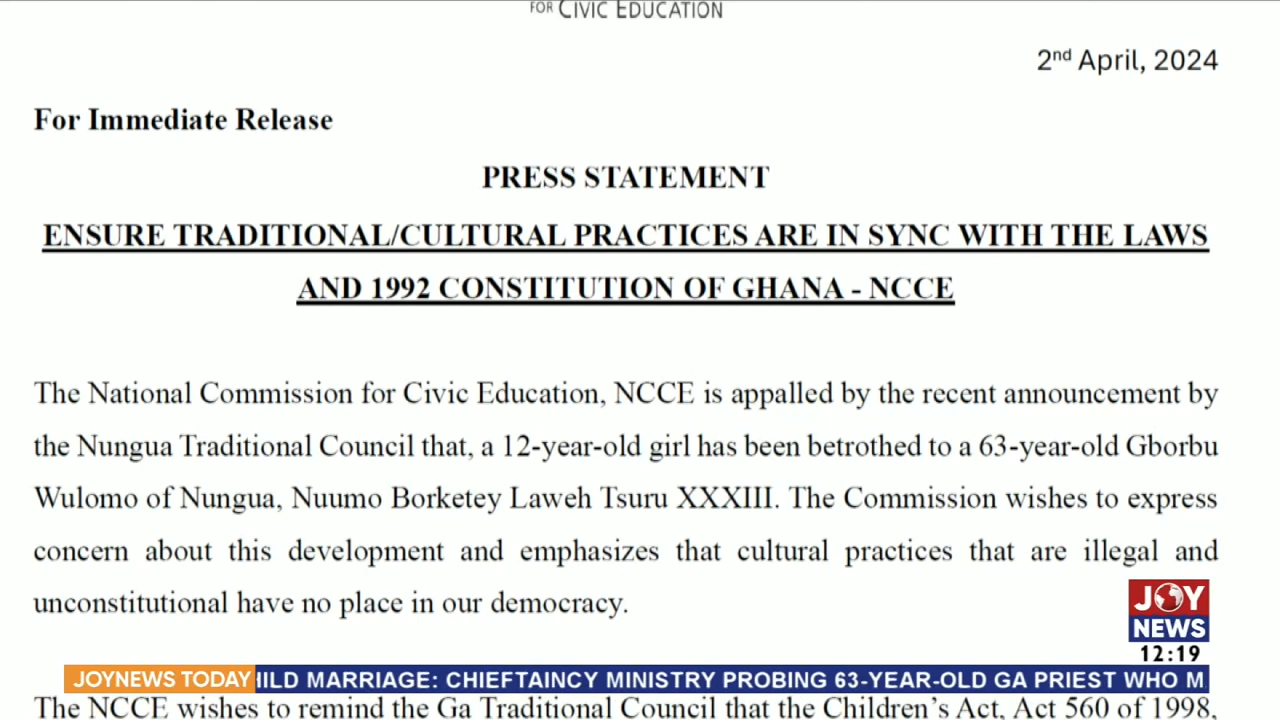 FOR CIVIC EDUCATION
2nd April, 2024
For Immediate Release
PRESS STATEMENT
ENSURE TRADITIONAL/CULTURAL PRACTICES ARE IN SYNC WITH THE LAWS
AND 1992 CONSTITUTION OF GHANA - NCCE
The National Commission for Civic Education, NCCE is appalled by the recent announcement by
the Nungua Traditional Council that, a 12-year-old girl has been betrothed to a 63-year-old Gborbu
Wulomo of Nungua, Nuumo Borketey Laweh Tsuru XXXIII. The Commission wishes to express
concern about this development and emphasizes that cultural practices that are illegal and
unconstitutional have no place in our democracy.
JOY
NEWS
12:19
JOYNEWS TODAY
HILD MARRIAGE: CHIEFTAINCY MINISTRY PROBING 63-YEAR-OLD GA PRIEST WHO M
The NCCE wishes to remind the Ga Traditional Council that the Children's Act, Act 560 of 1998,